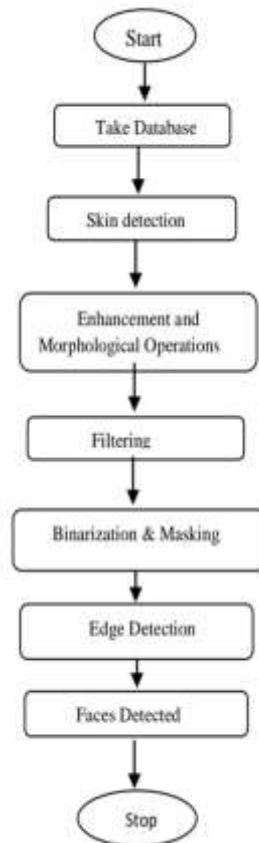 Start
Take Database
Skin detection
Enhancement and
Morphological Operations
Filtering
Binarization & Masking
Edge Detection
Faces Detected
Stop